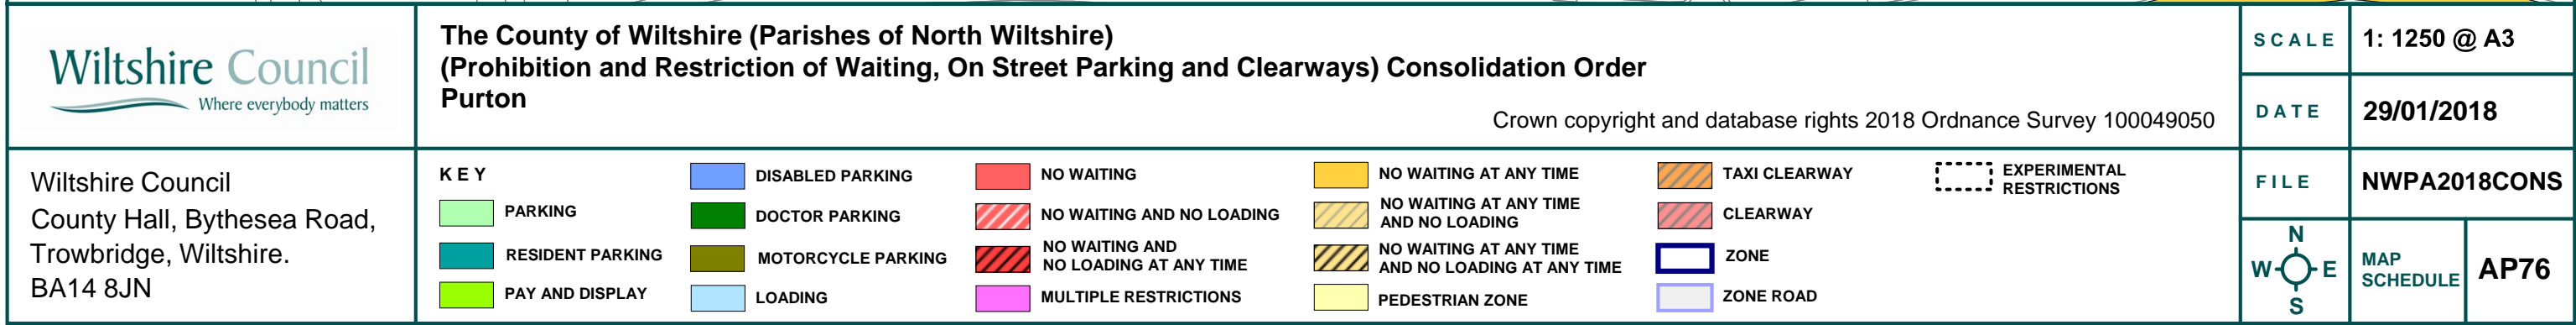 Wiltshire Council
Where everybody matters
The County of Wiltshire (Parishes of North Wiltshire)
(Prohibition and Restriction of Waiting, On Street Parking and Clearways) Consolidation Order
Purton
Crown copyright and database rights 2018 Ordnance Survey 100049050
SCALE 1: 1250 @ A3
DATE 29/01/2018
Wiltshire Council
County Hall, Bythesea Road,
Trowbridge, Wiltshire.
BA14 8JN
KEY
PARKING
RESIDENT PARKING
PAY AND DISPLAY
DISABLED PARKING
DOCTOR PARKING
MOTORCYCLE PARKING
LOADING
NO WAITING
NO WAITING AND NO LOADING
NO WAITING AND
NO LOADING AT ANY TIME
MULTIPLE RESTRICTIONS
NO WAITING AT ANY TIME
NO WAITING AT ANY TIME
AND NO LOADING
NO WAITING AT ANY TIME
AND NO LOADING AT ANY TIME
PEDESTRIAN ZONE
TAXI CLEARWAY
CLEARWAY
ZONE
ZONE ROAD
EXPERIMENTAL
RESTRICTIONS
FILE NWPA2018CONS
N
W E
S
MAP
SCHEDULE
AP76